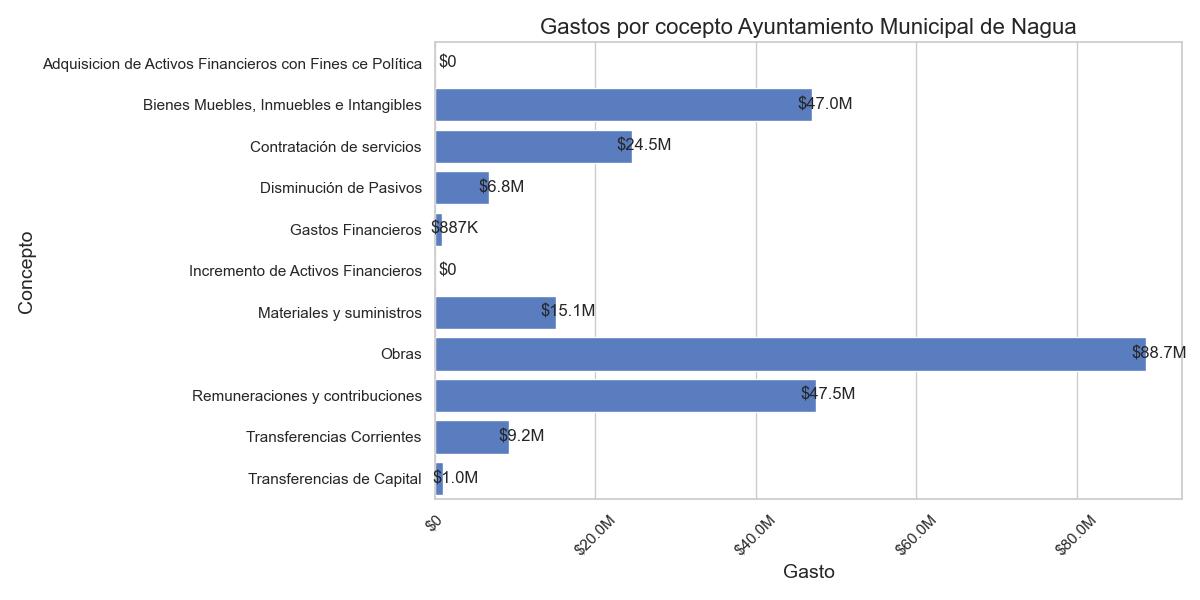 Gastos por cocepto Ayuntamiento Municipal de Nagua
Concepto
Adquisicion de Activos Financieros con Fines ce Política $0
Bienes Muebles, Inmuebles e Intangibles $47.0M
Contratación de servicios $24.5M
Disminución de Pasivos $6.8M
Gastos Financieros $887K
Incremento de Activos Financieros $0
Materiales y suministros $15.1M
Obras $88.7M
Remuneraciones y contribuciones $47.5M
Transferencias Corrientes $9.2M
Transferencias de Capital $1.0M
$0 $20.0M $40.0M $60.0M $80.0M
Gasto